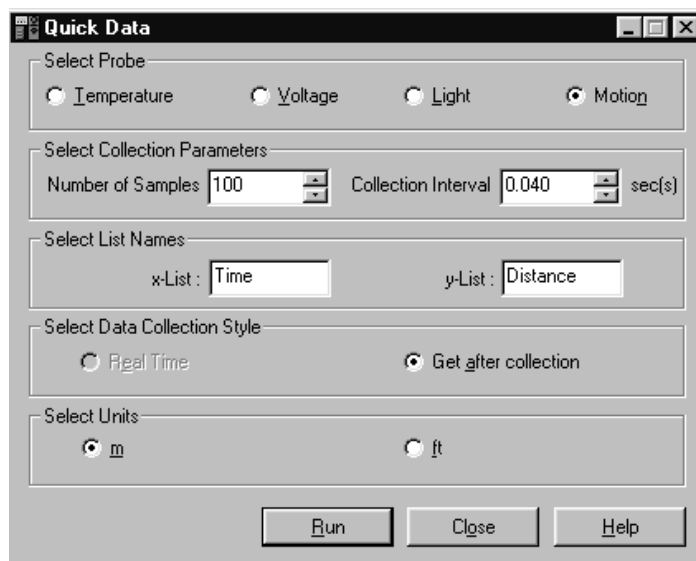 Quick Data
Select Probe
Temperature Voltage Light Motion
Select Collection Parameters
Number of Samples 100 Collection Interval 0.040 sec(s)
Select List Names
x-List : Time y-List : Distance
Select Data Collection Style
Real Time Get after collection
Select Units
m ft
Run Close Help